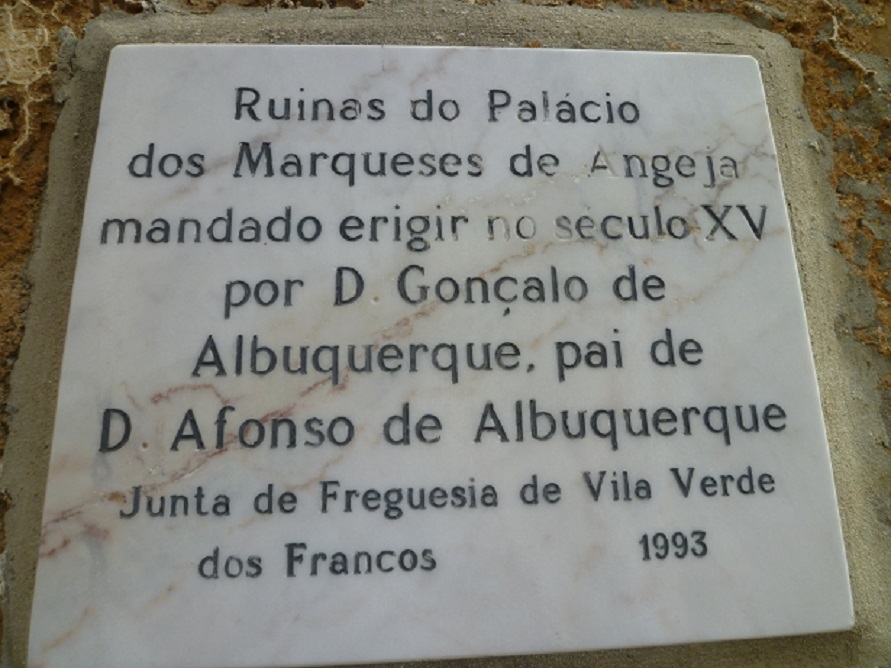 Ruinas do Palácio
dos Marqueses de Angeja
mandado erigir no século XV
por D. Gonçalo de
Albuquerque, pai de
D. Afonso de Albuquerque
Junta de Freguesia de Vila Verde
dos Francos 1993